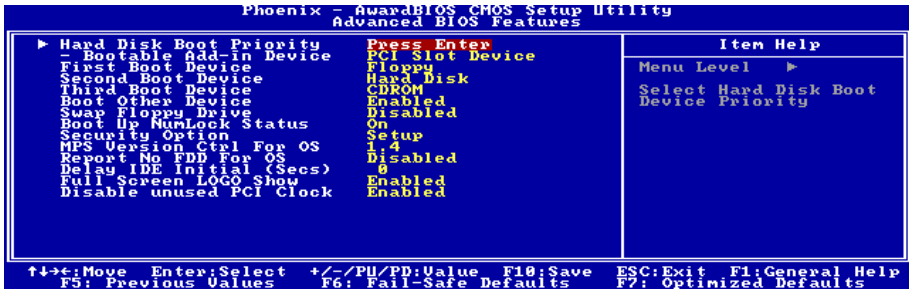 Phoenix - AwardBIOS CMOS Setup Utility
Advanced BIOS Features
▶ Hard Disk Boot Priority Press Enter
- Bootable Add-in Device PCI Slot Device
First Boot Device Floppy
Second Boot Device Hard Disk
Third Boot Device CDROM
Boot Other Device Enabled
Swap Floppy Drive Disabled
Boot Up NumLock Status On
Security Option Setup
MPS Version Ctrl For OS 1.4
Report No FDD For OS Disabled
Delay IDE Initial (Secs) 0
Full Screen LOGO Show Enabled
Disable unused PCI Clock Enabled
Item Help
Menu Level ▶
Select Hard Disk Boot
Device Priority
↑↓→←:Move Enter:Select +/-/PU/PD:Value F10:Save ESC:Exit F1:General Help
F5: Previous Values F6: Fail-Safe Defaults F7: Optimized Defaults